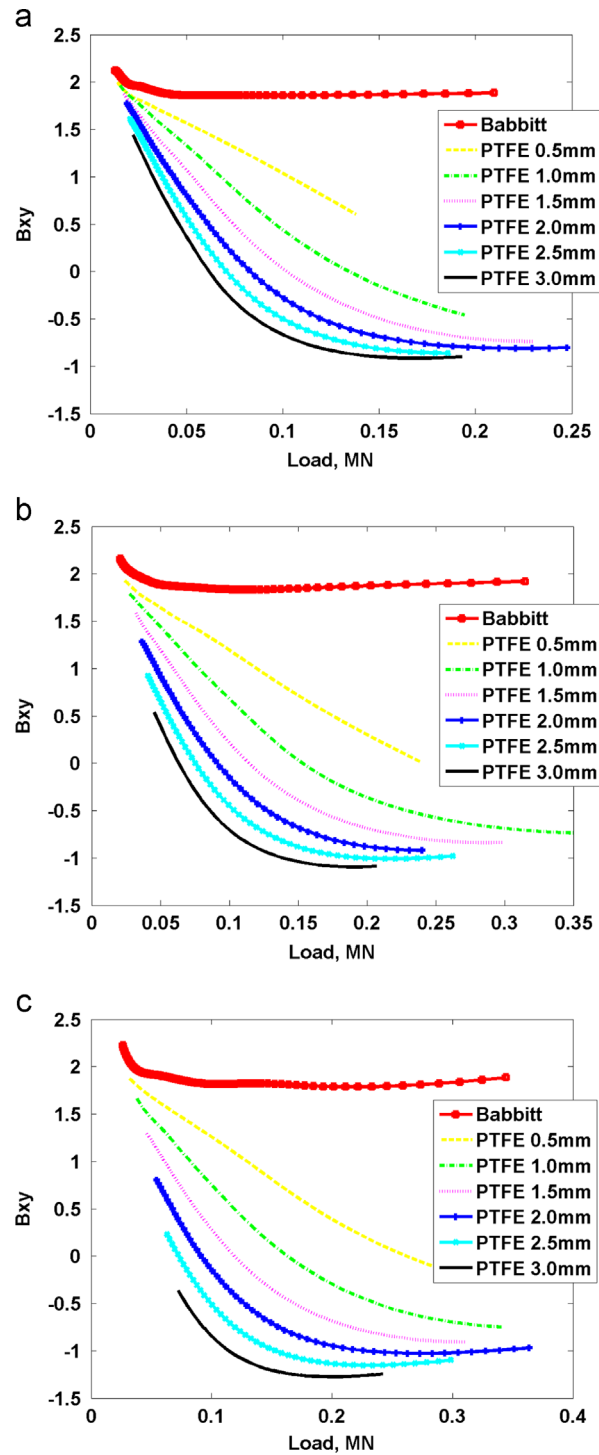 a
2.5
2
1.5
1
0.5
0
-0.5
-1
-1.5
Bxy
Babbitt
PTFE 0.5mm
PTFE 1.0mm
PTFE 1.5mm
PTFE 2.0mm
PTFE 2.5mm
PTFE 3.0mm
0 0.05 0.1 0.15 0.2 0.25
Load, MN
b
2.5
2
1.5
1
0.5
0
-0.5
-1
-1.5
Bxy
Babbitt
PTFE 0.5mm
PTFE 1.0mm
PTFE 1.5mm
PTFE 2.0mm
PTFE 2.5mm
PTFE 3.0mm
0 0.05 0.1 0.15 0.2 0.25 0.3 0.35
Load, MN
c
2.5
2
1.5
1
0.5
0
-0.5
-1
-1.5
Bxy
Babbitt
PTFE 0.5mm
PTFE 1.0mm
PTFE 1.5mm
PTFE 2.0mm
PTFE 2.5mm
PTFE 3.0mm
0 0.1 0.2 0.3 0.4
Load, MN